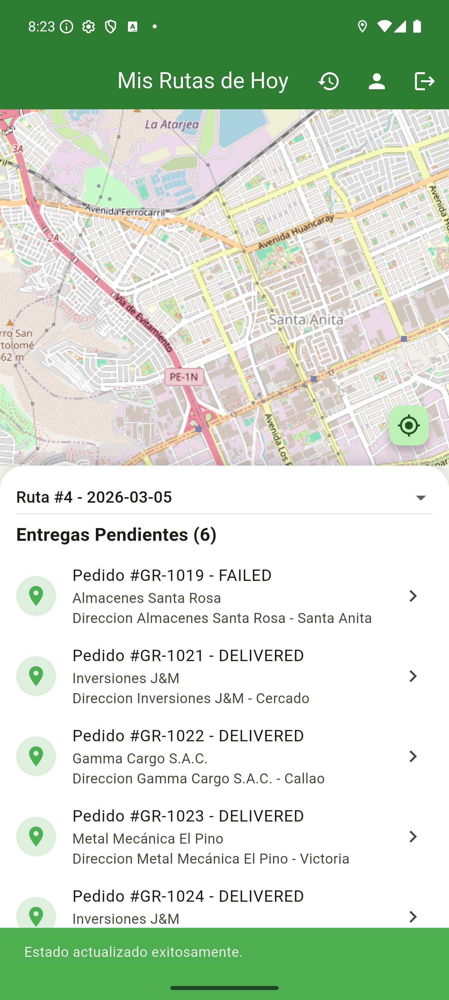 8:23
Mis Rutas de Hoy
La Atarjea
3A
Avenida Ferrocarril
Avenida Huancaray
2A
Vía de Evitamiento
Santa Anita
rro San
rtolomé
62 m
PE-1N
Avenida Los
Ruta #4 - 2026-03-05
Entregas Pendientes (6)
Pedido #GR-1019 - FAILED
Almacenes Santa Rosa
Direccion Almacenes Santa Rosa - Santa Anita
Pedido #GR-1021 - DELIVERED
Inversiones J&M
Direccion Inversiones J&M - Cercado
Pedido #GR-1022 - DELIVERED
Gamma Cargo S.A.C.
Direccion Gamma Cargo S.A.C. - Callao
Pedido #GR-1023 - DELIVERED
Metal Mecánica El Pino
Direccion Metal Mecánica El Pino - Victoria
Pedido #GR-1024 - DELIVERED
Inversiones J&M
Estado actualizado exitosamente.